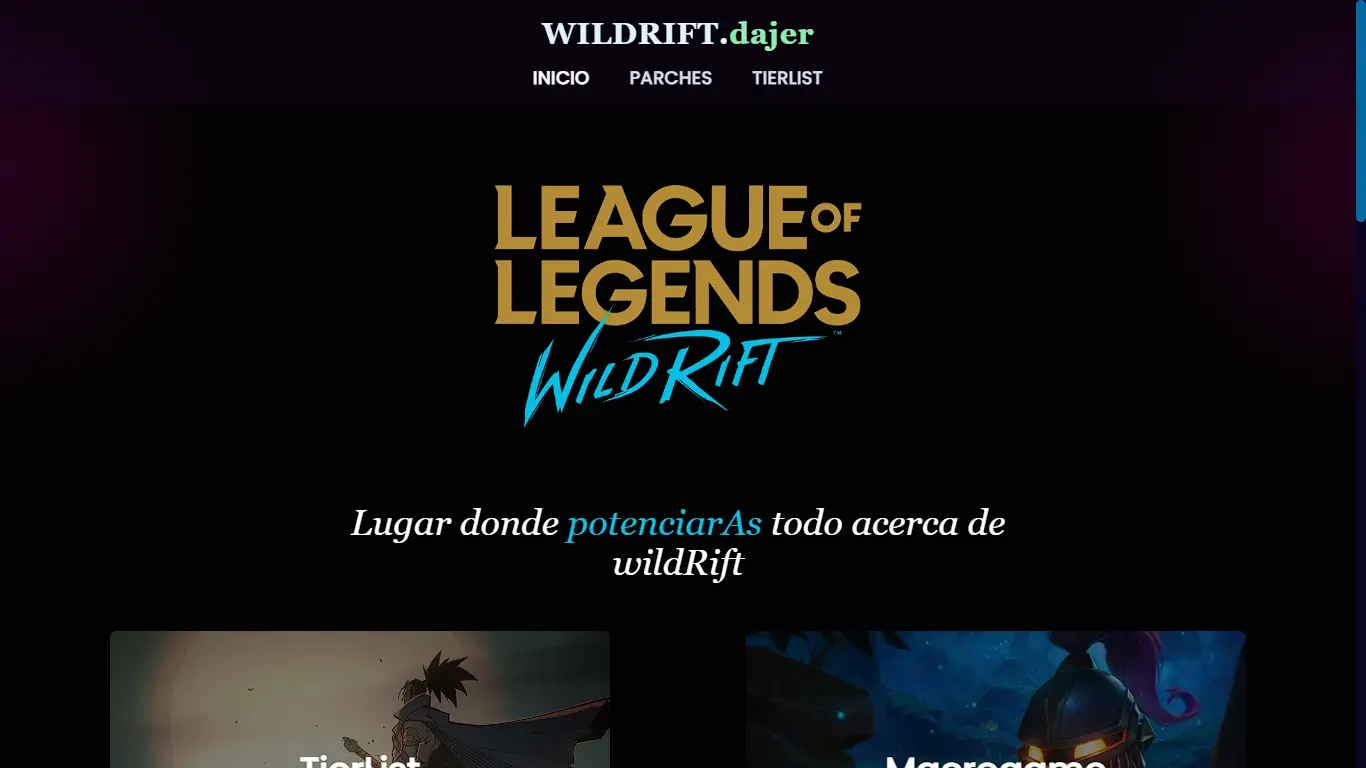 WILDRIFT.dajer
INICIO PARCHES TIERLIST
LEAGUE OF
LEGENDS
WILD RIFT
™
Lugar donde potenciarAs todo acerca de
wildRift
TierList Macrogame